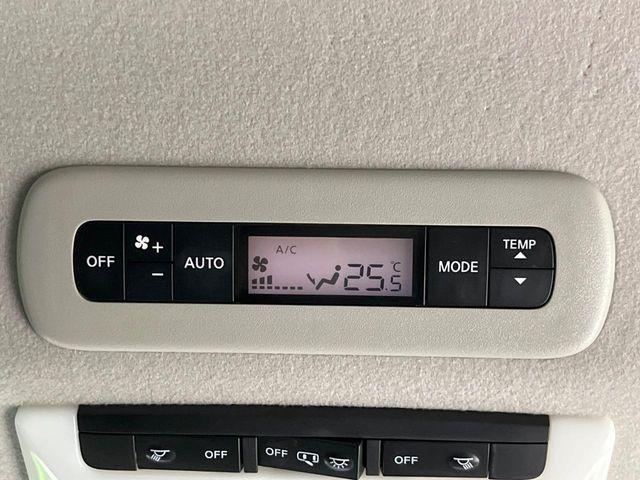 A/C
TEMP
OFF + AUTO 25.5 °C MODE
-
OFF OFF OFF